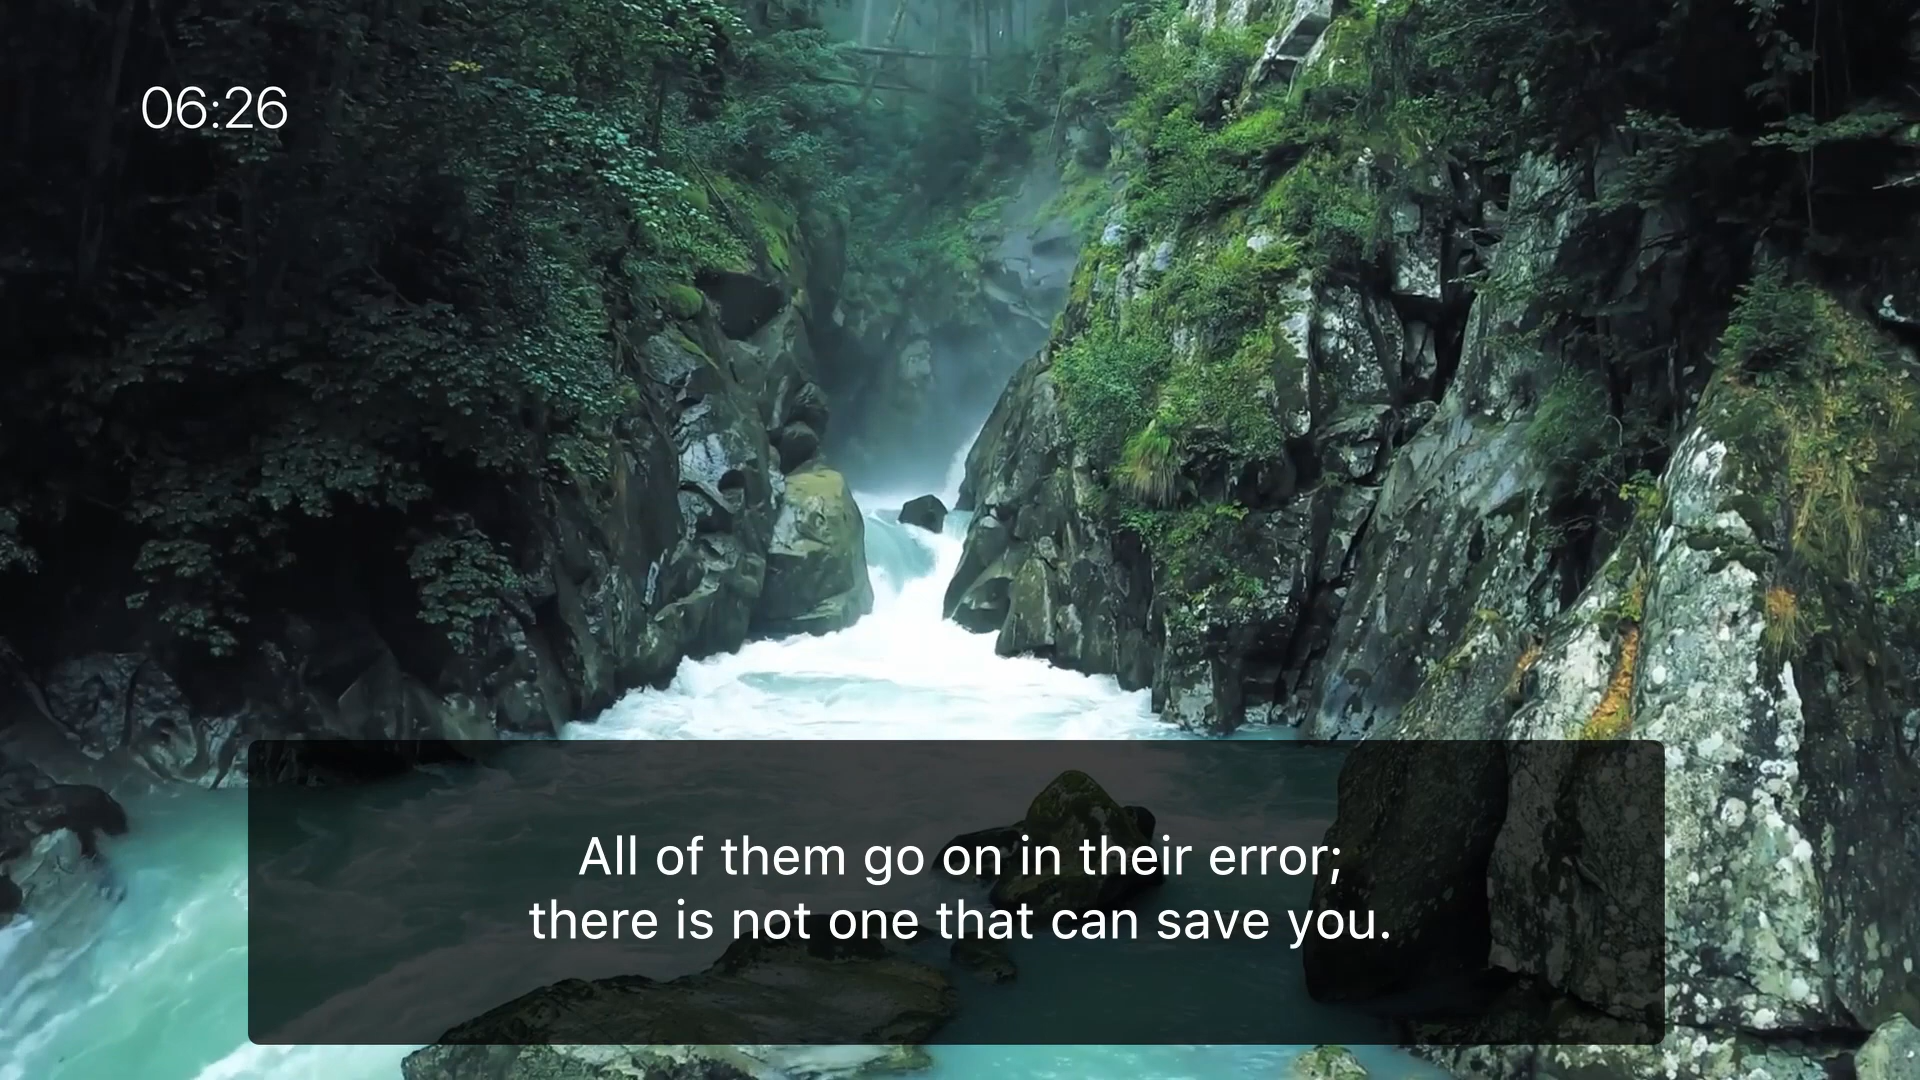 06:26
All of them go on in their error;
there is not one that can save you.